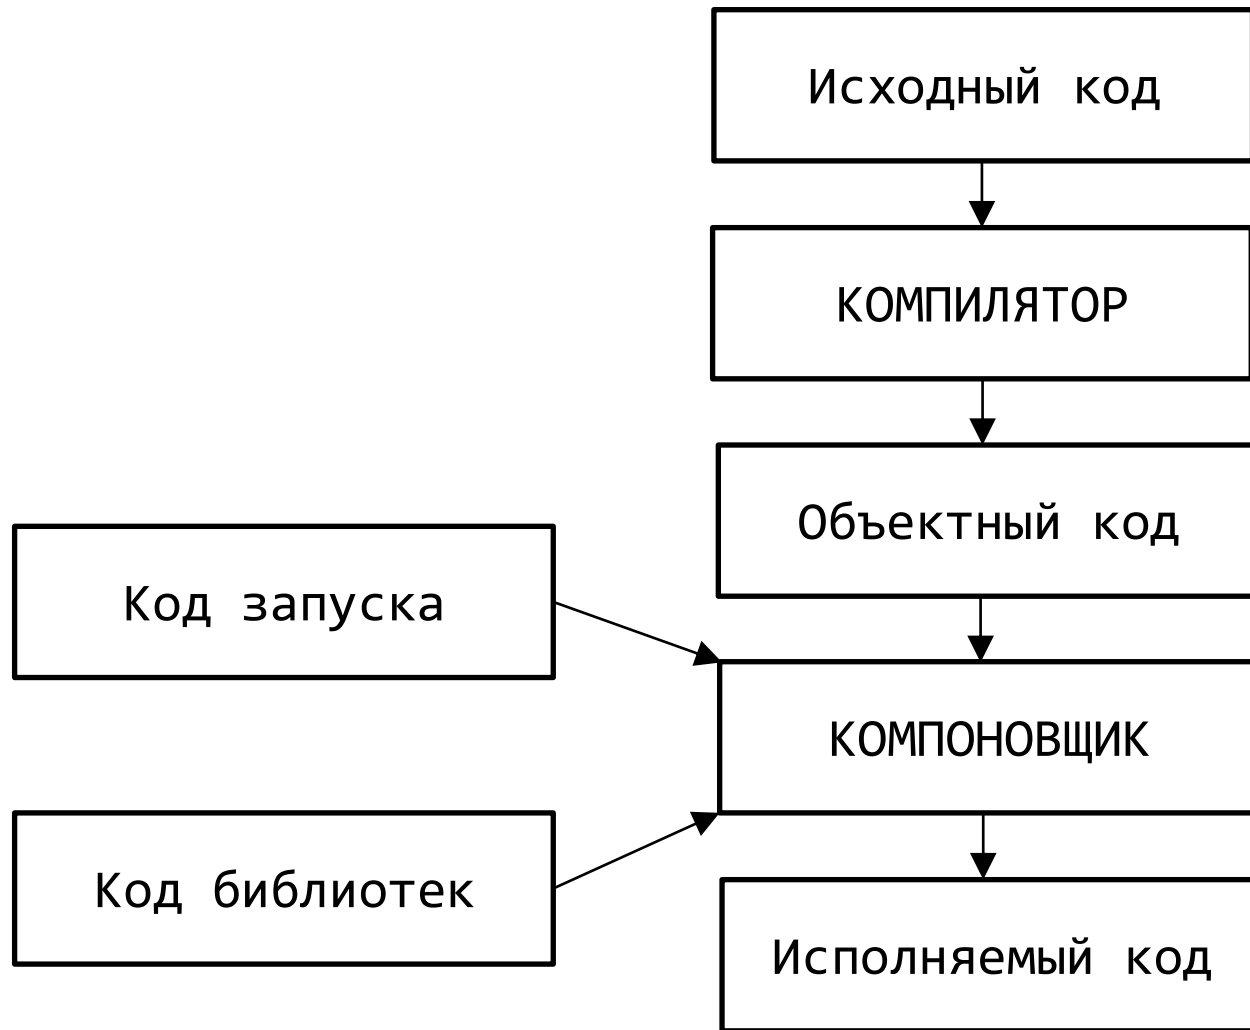 Исходный код
КОМПИЛЯТОР
Объектный код
Код запуска
КОМПОНОВЩИК
Код библиотек
Исполняемый код